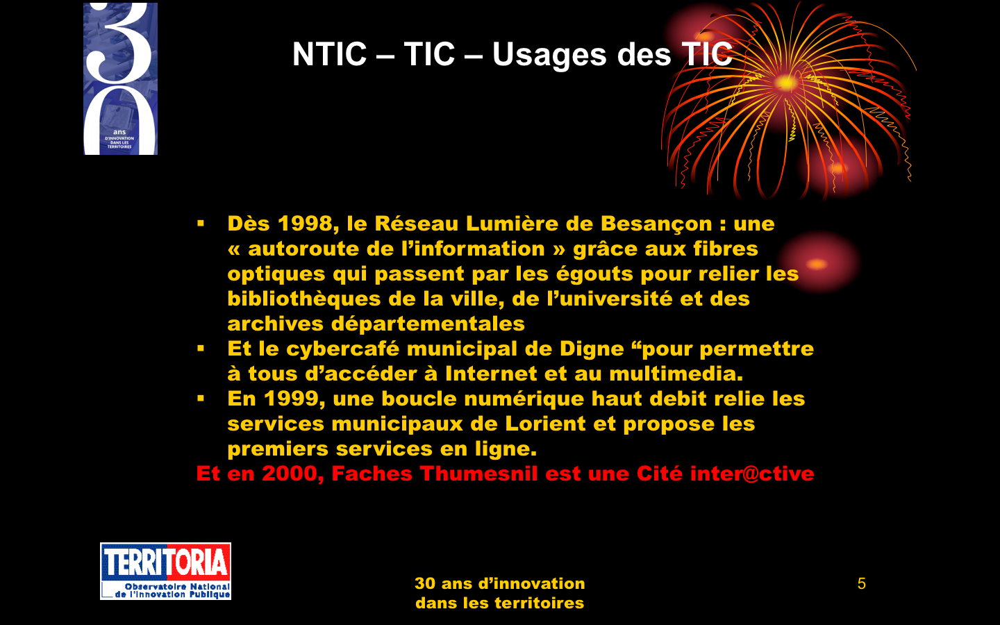 30
ans
D'INNOVATION
DANS LES
TERRITOIRES
NTIC – TIC – Usages des TIC
▪ Dès 1998, le Réseau Lumière de Besançon : une
« autoroute de l’information » grâce aux fibres
optiques qui passent par les égouts pour relier les
bibliothèques de la ville, de l’université et des
archives départementales
▪ Et le cybercafé municipal de Digne “pour permettre
à tous d’accéder à Internet et au multimedia.
▪ En 1999, une boucle numérique haut debit relie les
services municipaux de Lorient et propose les
premiers services en ligne.
Et en 2000, Faches Thumesnil est une Cité inter@ctive
TERRITORIA
Observatoire National
de l'Innovation Publique
30 ans d’innovation
dans les territoires
5